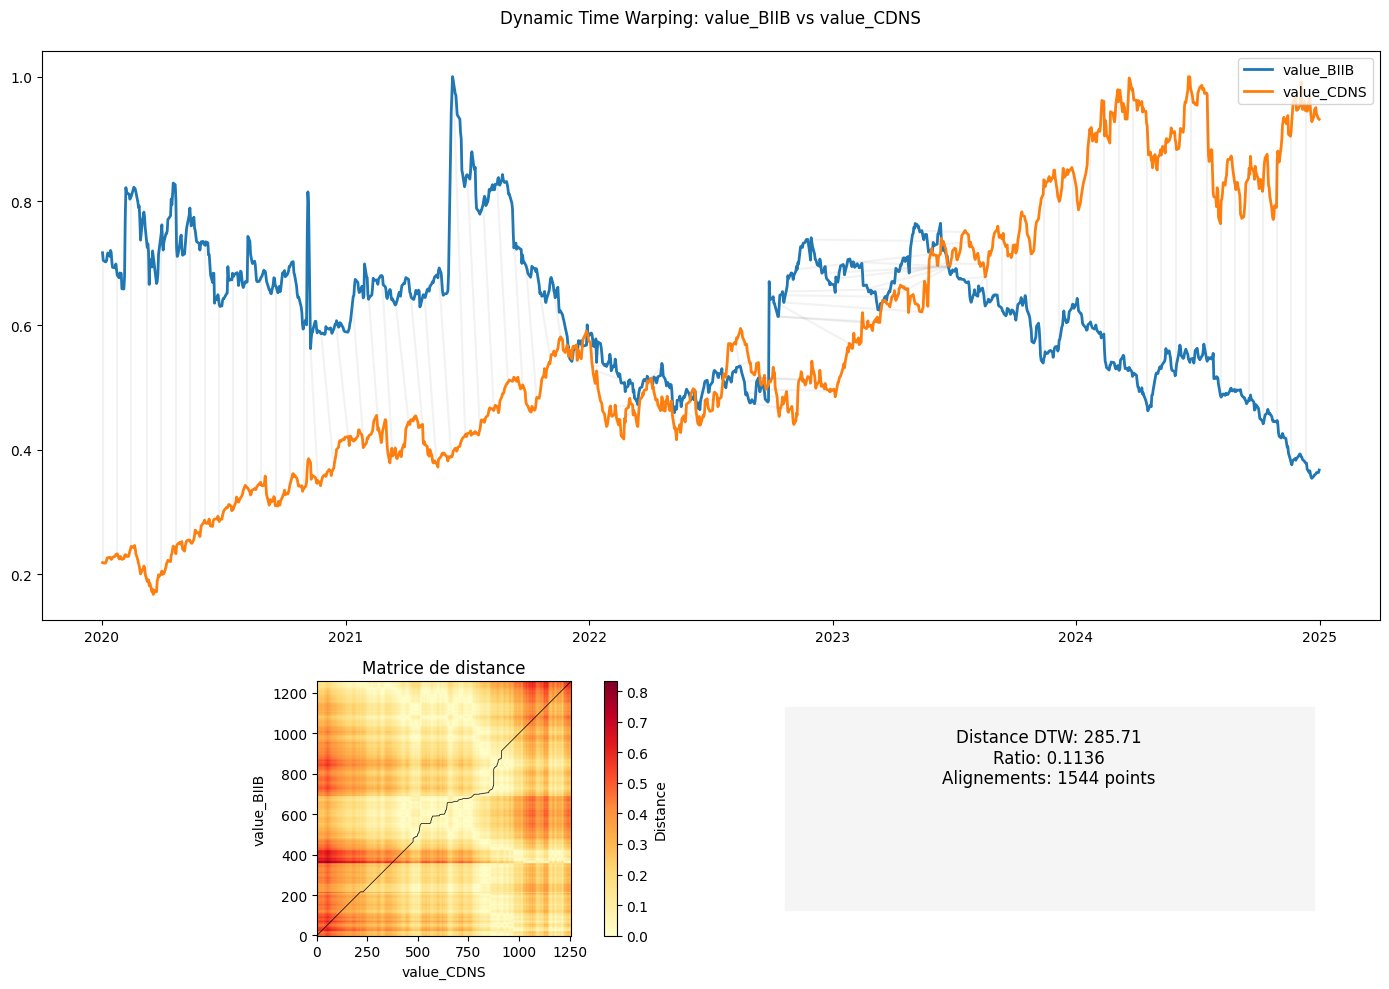 Dynamic Time Warping: value_BIIB vs value_CDNS
value_BIIB
value_CDNS
1.0
0.8
0.6
0.4
0.2
2020 2021 2022 2023 2024 2025
Matrice de distance
value_BIIB
1200
1000
800
600
400
200
0
0 250 500 750 1000 1250
value_CDNS
0.8
0.7
0.6
0.5
0.4
0.3
0.2
0.1
0.0
Distance
Distance DTW: 285.71
Ratio: 0.1136
Alignements: 1544 points